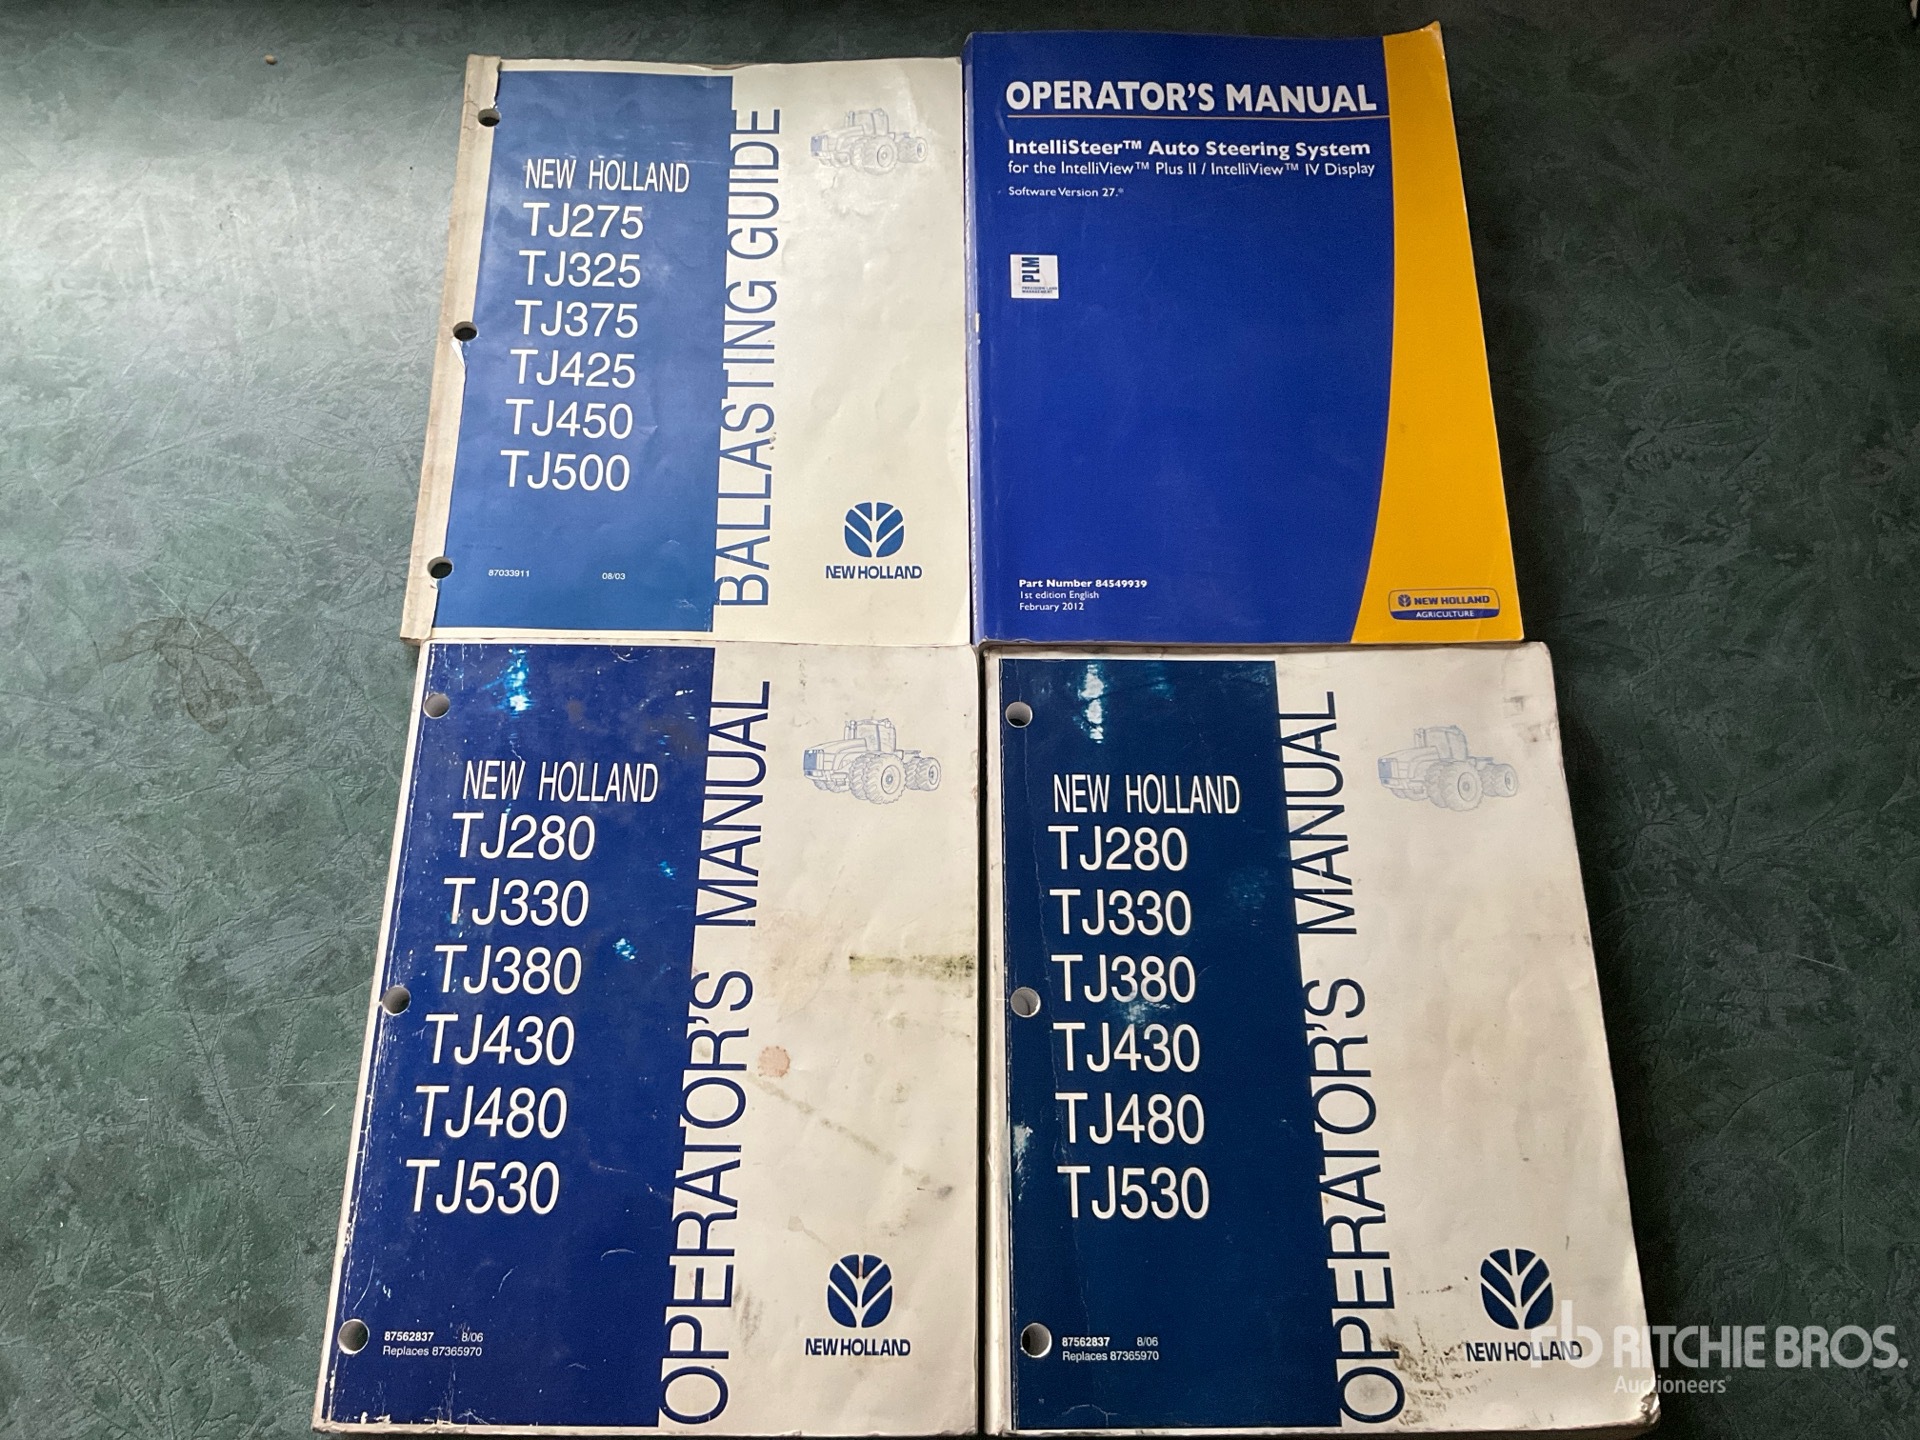 NEW HOLLAND
TJ275
TJ325
TJ375
TJ425
TJ450
TJ500
87033911 08/03
BALLASTING GUIDE
NEW HOLLAND
OPERATOR'S MANUAL
IntelliSteer™ Auto Steering System
for the IntelliView™ Plus II / IntelliView™ IV Display
Software Version 27.*
PLM
PRECISION LAND
MANAGEMENT
Part Number 84549939
1st edition English
February 2012
NEW HOLLAND
AGRICULTURE
NEW HOLLAND
TJ280
TJ330
TJ380
TJ430
TJ480
TJ530
87562837 8/06
Replaces 87365970
OPERATOR'S MANUAL
NEW HOLLAND
NEW HOLLAND
TJ280
TJ330
TJ380
TJ430
TJ480
TJ530
87562837 8/06
Replaces 87365970
OPERATOR'S MANUAL
NEW HOLLAND
rb RITCHIE BROS.
Auctioneers®